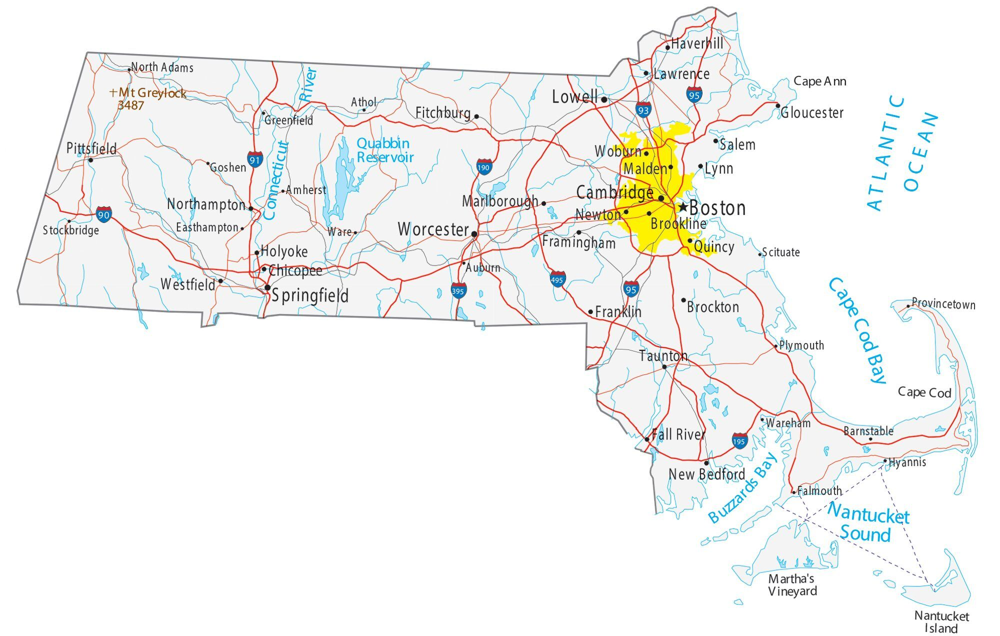 Haverhill
North Adams
Lawrence
River
Cape Ann
Mt Greylock
3487
95
Lowell
Athol
93
Fitchburg
Gloucester
Greenfield
ATLANTIC
OCEAN
Quabbin
Reservoir
Pittsfield
Salem
Woburn
91
Goshen
190
Malden
Lynn
Connecticut
Amherst
Cambridge
Northampton
Marlborough
Boston
90
Newton
Brookline
Stockbridge
Easthampton
Ware
Worcester
Framingham
Quincy
Holyoke
Scituate
Auburn
Chicopee
Westfield
Springfield
395
495
95
Cape Cod Bay
Provincetown
Franklin
Brockton
Plymouth
Taunton
Cape Cod
Wareham
Barnstable
Fall River
195
Hyannis
New Bedford
Buzzards Bay
Falmouth
Nantucket
Sound
Martha's
Vineyard
Nantucket
Island